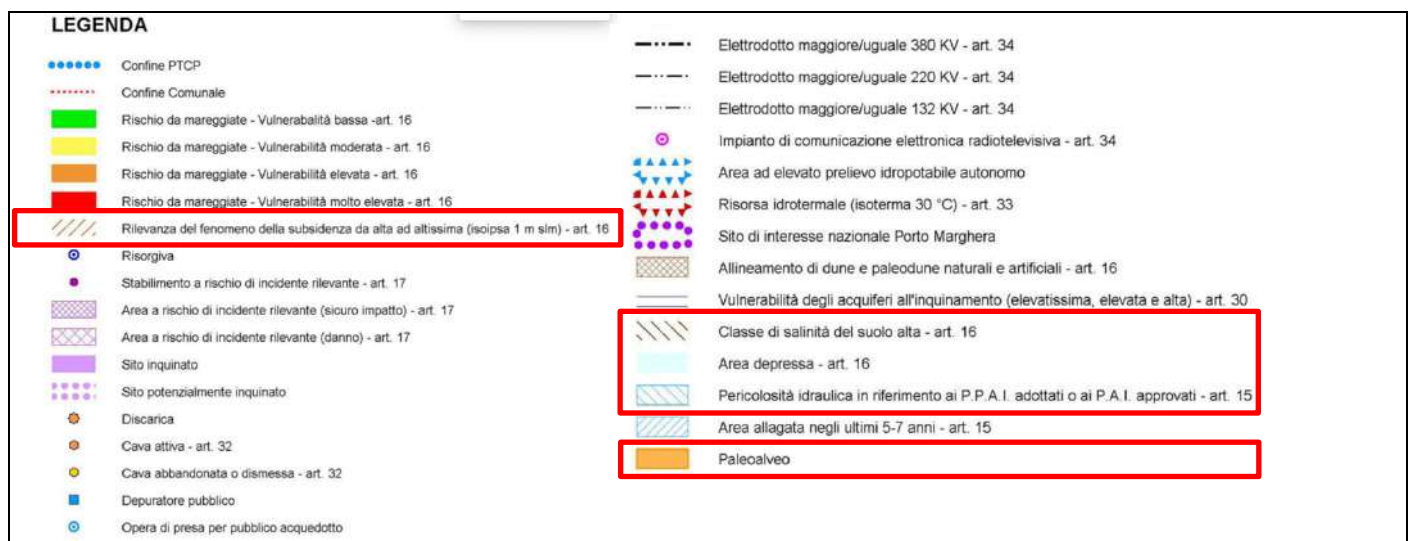 LEGENDA
Confine PTCP
Confine Comunale
Rischio da mareggiate - Vulnerabalità bassa -art. 16
Rischio da mareggiate - Vulnerabilità moderata - art. 16
Rischio da mareggiate - Vulnerabilità elevata - art. 16
Rischio da mareggiate - Vulnerabilità molto elevata - art. 16
Rilevanza del fenomeno della subsidenza da alta ad altissima (isoipsa 1 m slm) - art. 16
Risorgiva
Stabilimento a rischio di incidente rilevante - art. 17
Area a rischio di incidente rilevante (sicuro impatto) - art. 17
Area a rischio di incidente rilevante (danno) - art. 17
Sito inquinato
Sito potenzialmente inquinato
Discarica
Cava attiva - art. 32
Cava abbandonata o dismessa - art. 32
Depuratore pubblico
Opera di presa per pubblico acquedotto
Elettrodotto maggiore/uguale 380 KV - art. 34
Elettrodotto maggiore/uguale 220 KV - art. 34
Elettrodotto maggiore/uguale 132 KV - art. 34
Impianto di comunicazione elettronica radiotelevisiva - art. 34
Area ad elevato prelievo idropotabile autonomo
Risorsa idrotermale (isoterma 30 °C) - art. 33
Sito di interesse nazionale Porto Marghera
Allineamento di dune e paleodune naturali e artificiali - art. 16
Vulnerabilità degli acquiferi all'inquinamento (elevatissima, elevata e alta) - art. 30
Classe di salinità del suolo alta - art. 16
Area depressa - art. 16
Pericolosità idraulica in riferimento ai P.P.A.I. adottati o ai P.A.I. approvati - art. 15
Area allagata negli ultimi 5-7 anni - art. 15
Paleoalveo